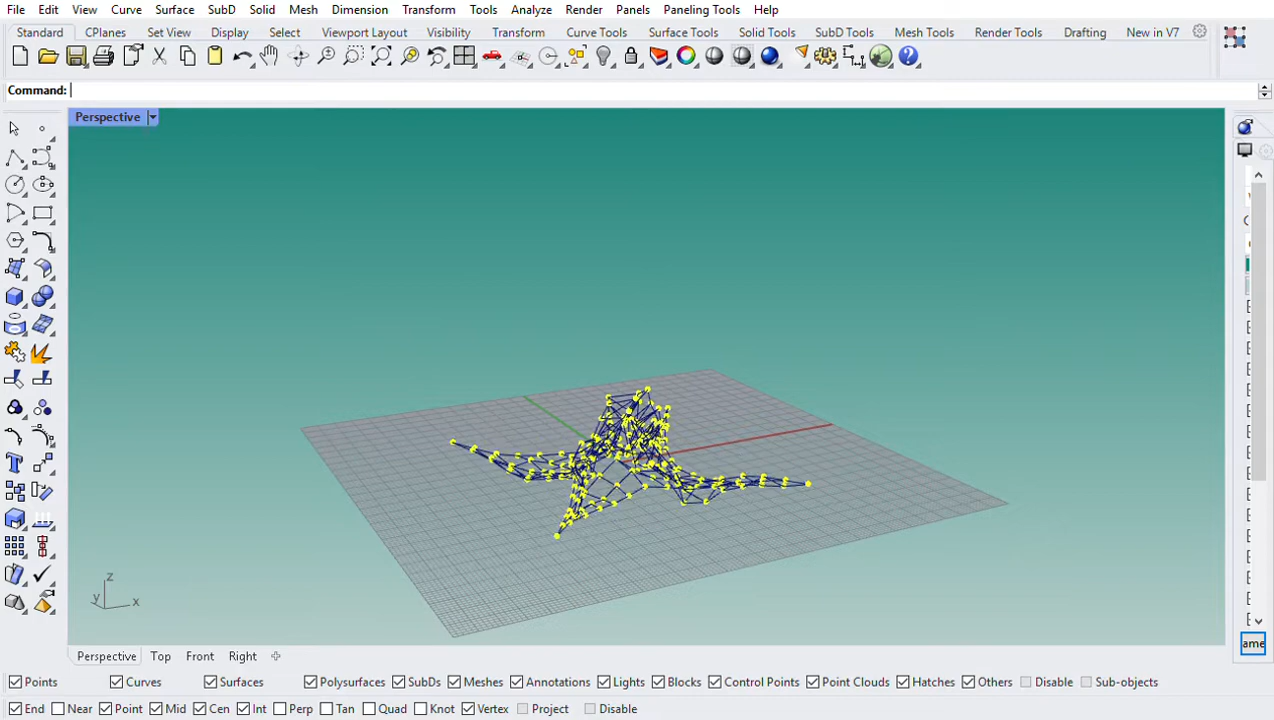 File Edit View Curve Surface SubD Solid Mesh Dimension Transform Tools Analyze Render Panels Paneling Tools Help
Standard CPlanes Set View Display Select Viewport Layout Visibility Transform Curve Tools Surface Tools Solid Tools SubD Tools Mesh Tools Render Tools Drafting New in V7
Command:
Perspective
z
y x
Perspective Top Front Right
Points Curves Surfaces Polysurfaces SubDs Meshes Annotations Lights Blocks Control Points Point Clouds Hatches Others Disable Sub-objects
End Near Point Mid Cen Int Perp Tan Quad Knot Vertex Project Disable